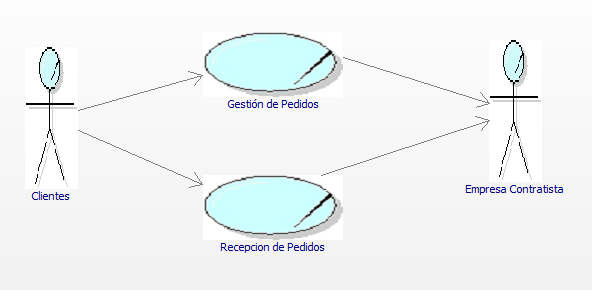 Gestión de Pedidos
Clientes
Empresa Contratista
Recepcion de Pedidos